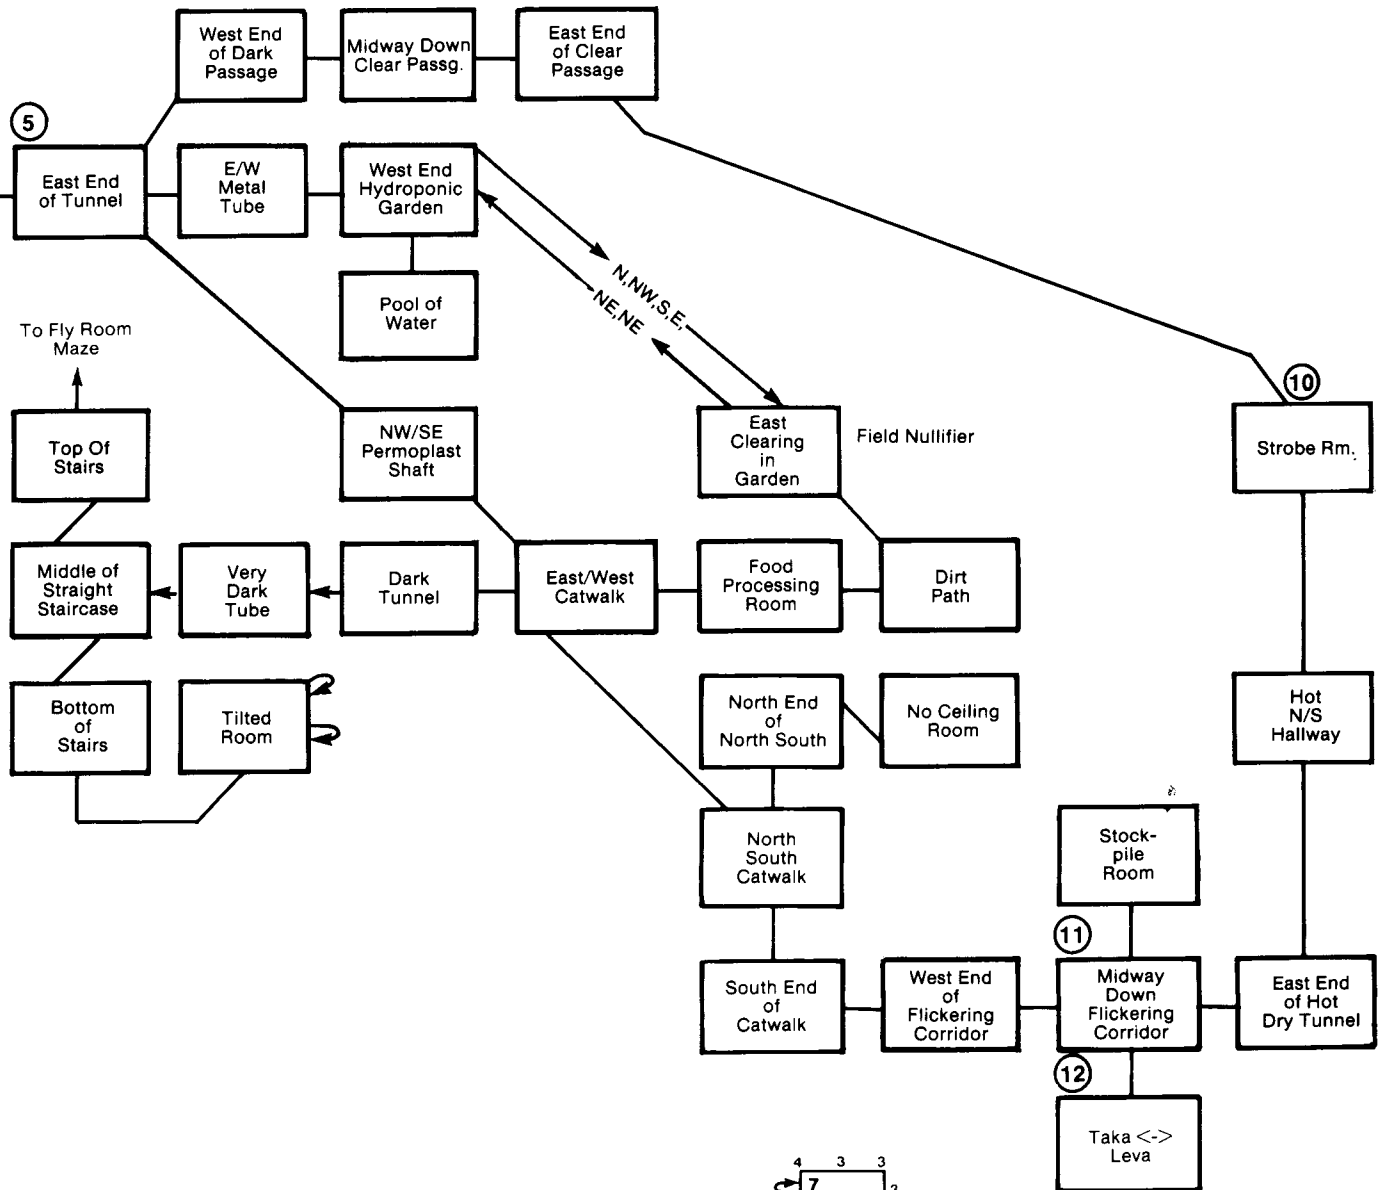 West End
of Dark
Passage
Midway Down
Clear Passg.
East End
of Clear
Passage
5
East End
of Tunnel
E/W
Metal
Tube
West End
Hydroponic
Garden
Pool of
Water
N,NW,S,E,
NE,NE
To Fly Room
Maze
10
Top Of
Stairs
NW/SE
Permoplast
Shaft
East
Clearing
in
Garden
Field Nullifier
Strobe Rm.
Middle of
Straight
Staircase
Very
Dark
Tube
Dark
Tunnel
East/West
Catwalk
Food
Processing
Room
Dirt
Path
Bottom
of
Stairs
Tilted
Room
North End
of
North South
No Ceiling
Room
Hot
N/S
Hallway
North
South
Catwalk
Stock-
pile
Room
11
South End
of
Catwalk
West End
of
Flickering
Corridor
Midway
Down
Flickering
Corridor
East End
of Hot
Dry Tunnel
12
Taka <->
Leva
4 3 3
7